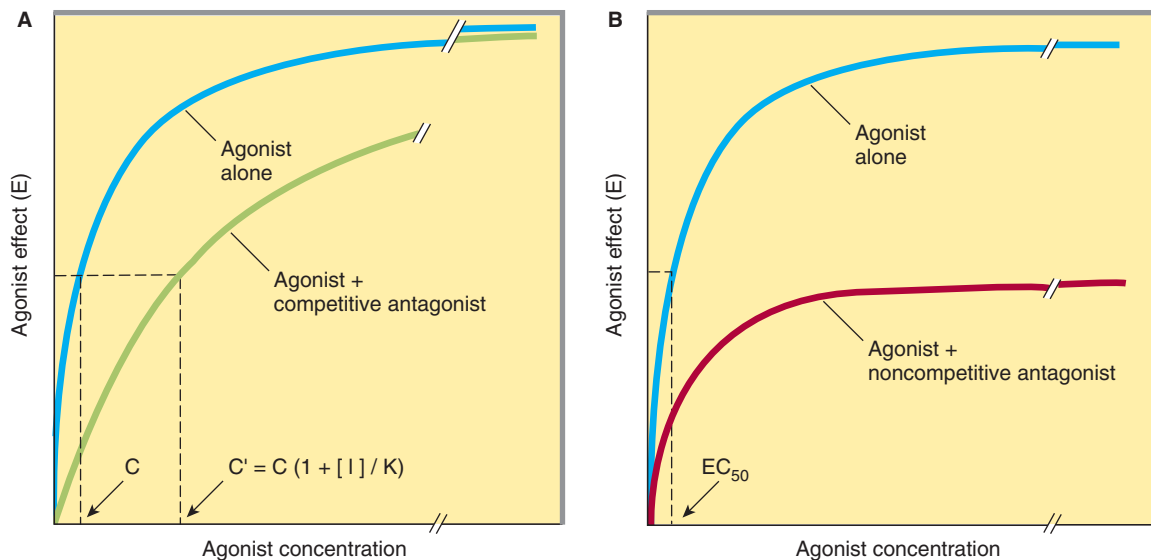 A
Agonist effect (E)
Agonist
alone
Agonist +
competitive antagonist
C
C' = C (1 + [ I ] / K)
Agonist concentration
B
Agonist effect (E)
Agonist
alone
Agonist +
noncompetitive antagonist
EC50
Agonist concentration